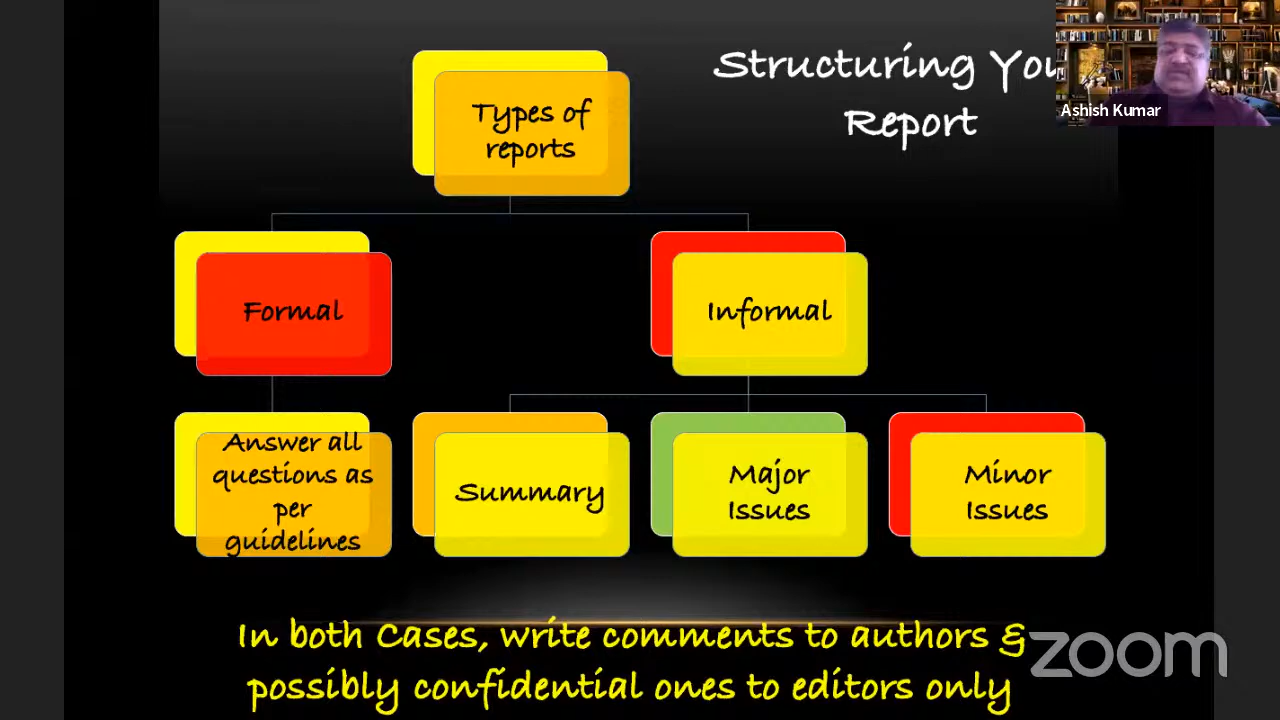 Structuring You
Report
Ashish Kumar
Types of
reports
Formal
Informal
Answer all
questions as
per
guidelines
Summary
Major
Issues
Minor
Issues
In both Cases, write comments to authors &
possibly confidential ones to editors only
zoom